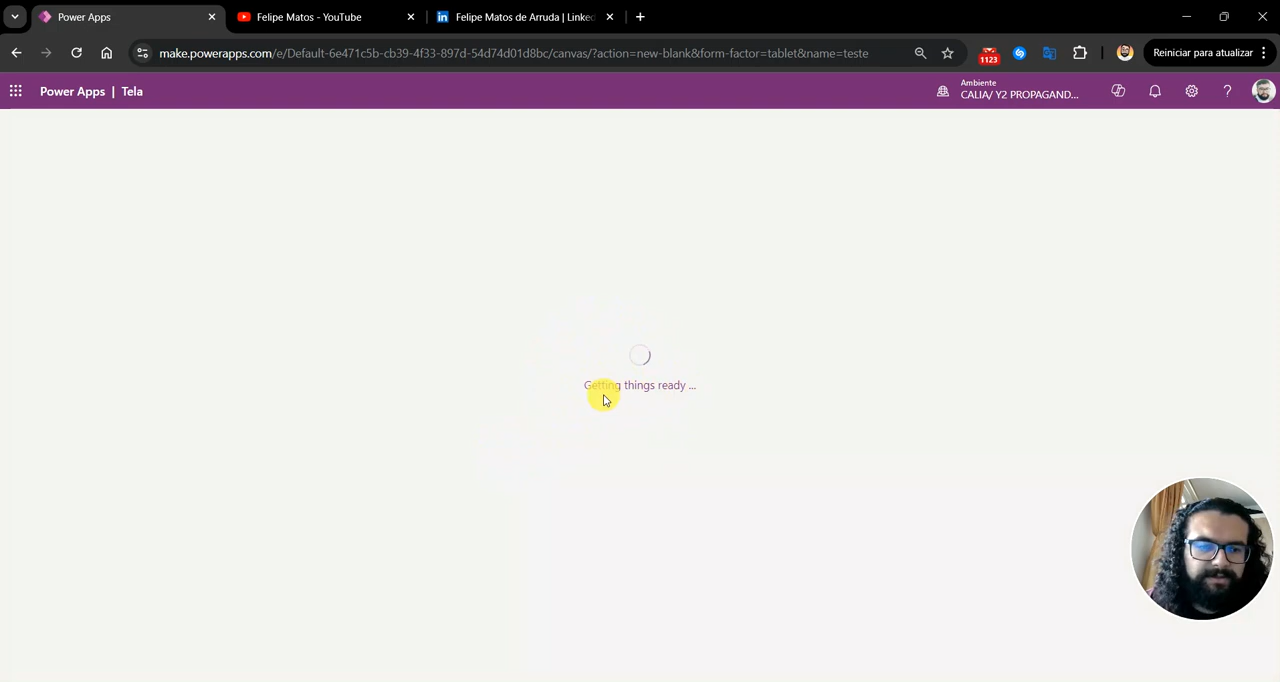 Power Apps
Felipe Matos - YouTube
Felipe Matos de Arruda | Linked
make.powerapps.com/e/Default-6e471c5b-cb39-4f33-897d-54d74d01d8bc/canvas/?action=new-blank&form-factor=tablet&name=teste
1123
Reiniciar para atualizar
Power Apps | Tela
Ambiente
CALIA/ Y2 PROPAGAND...
Getting things ready ...